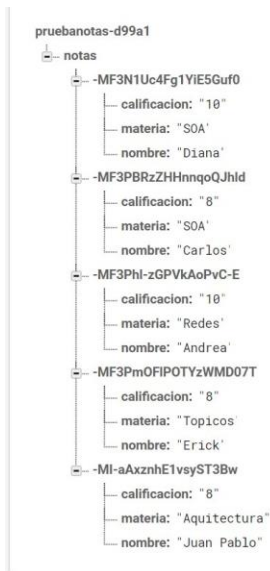 pruebanotas-d99a1
notas
-MF3N1Uc4Fg1YiE5Guf0
calificacion: "10"
materia: "SOA"
nombre: "Diana"
-MF3PBRzZHHnnqoQJhld
calificacion: "8"
materia: "SOA"
nombre: "Carlos"
-MF3Phl-zGPVkAoPvC-E
calificacion: "10"
materia: "Redes"
nombre: "Andrea"
-MF3PmOFlPOTYzWMD07T
calificacion: "8"
materia: "Topicos"
nombre: "Erick"
-MI-aAxznhE1vsyST3Bw
calificacion: "8"
materia: "Aquitectura"
nombre: "Juan Pablo"